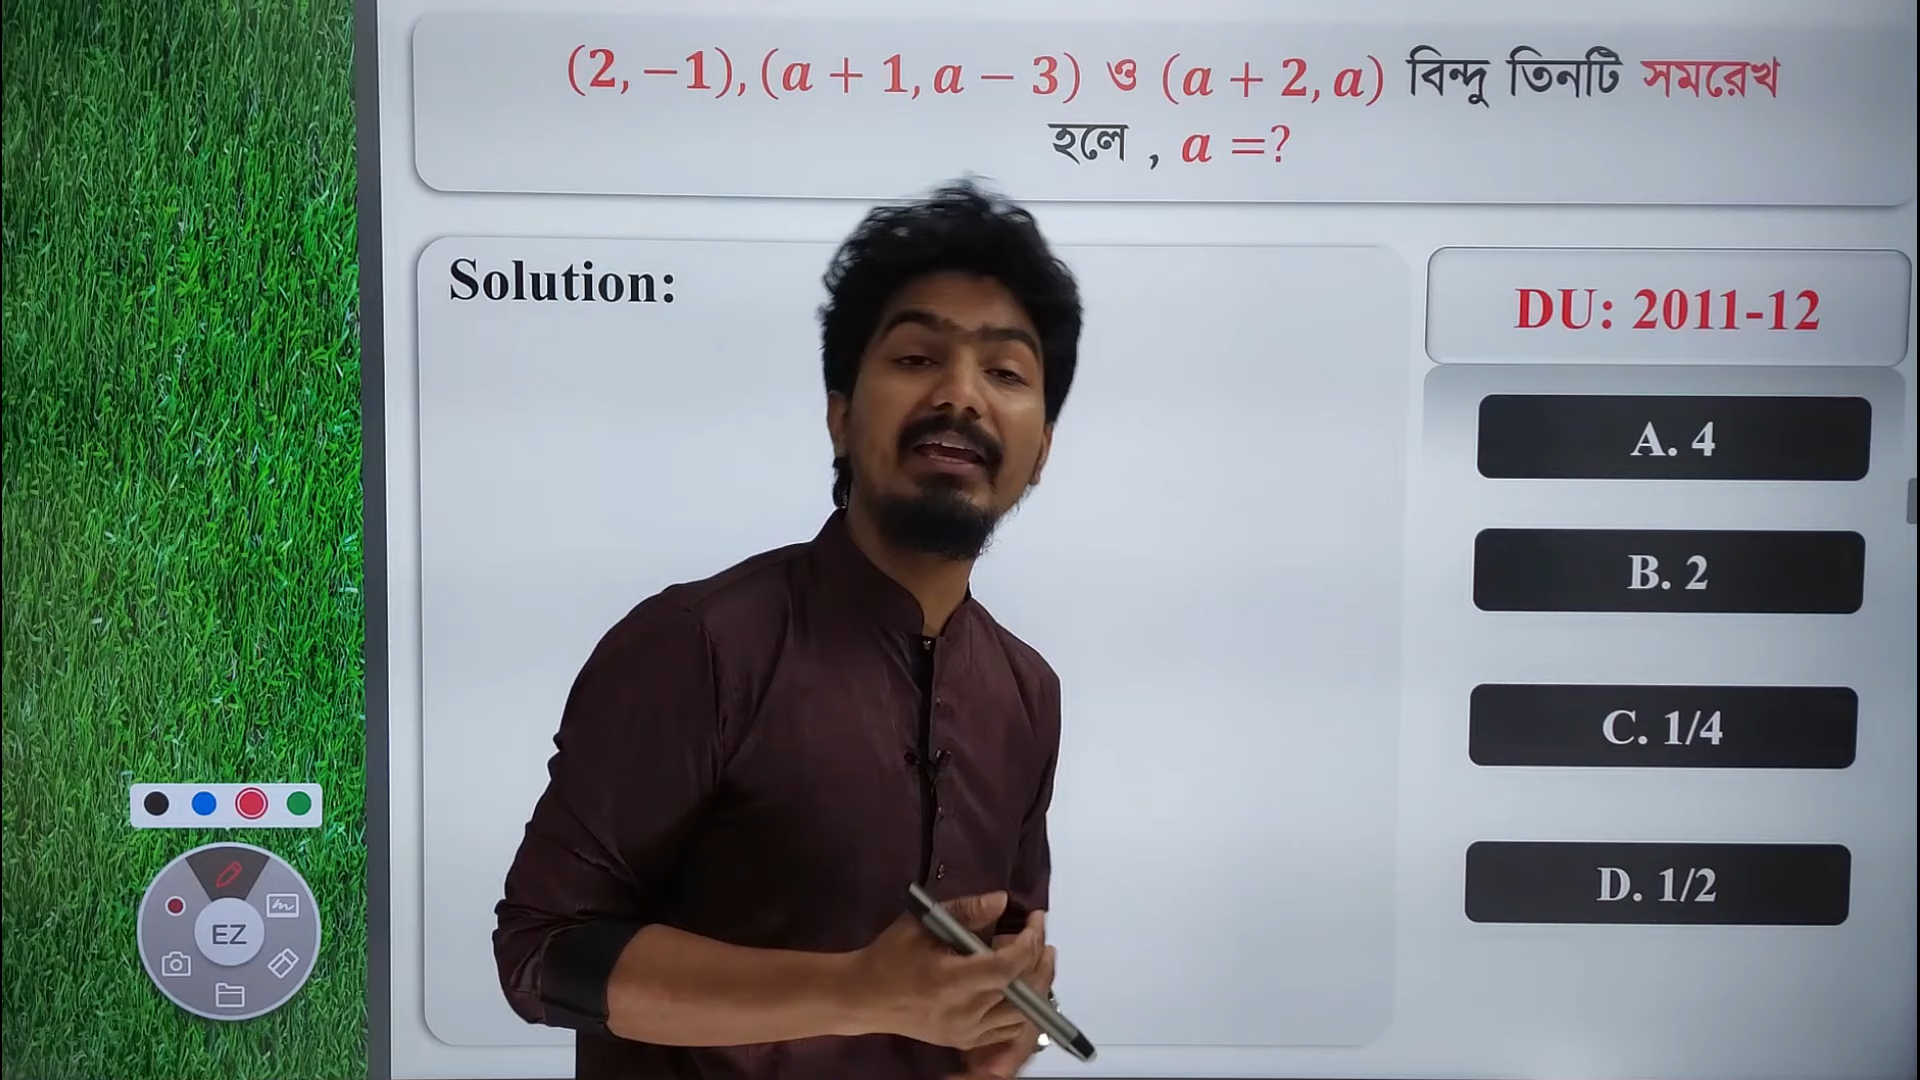 (2, −1), (a + 1, a − 3) ও (a + 2, a) বিন্দু তিনটি সমরেখ
হলে , a =?
Solution:
DU: 2011-12
A. 4
B. 2
C. 1/4
D. 1/2
EZ